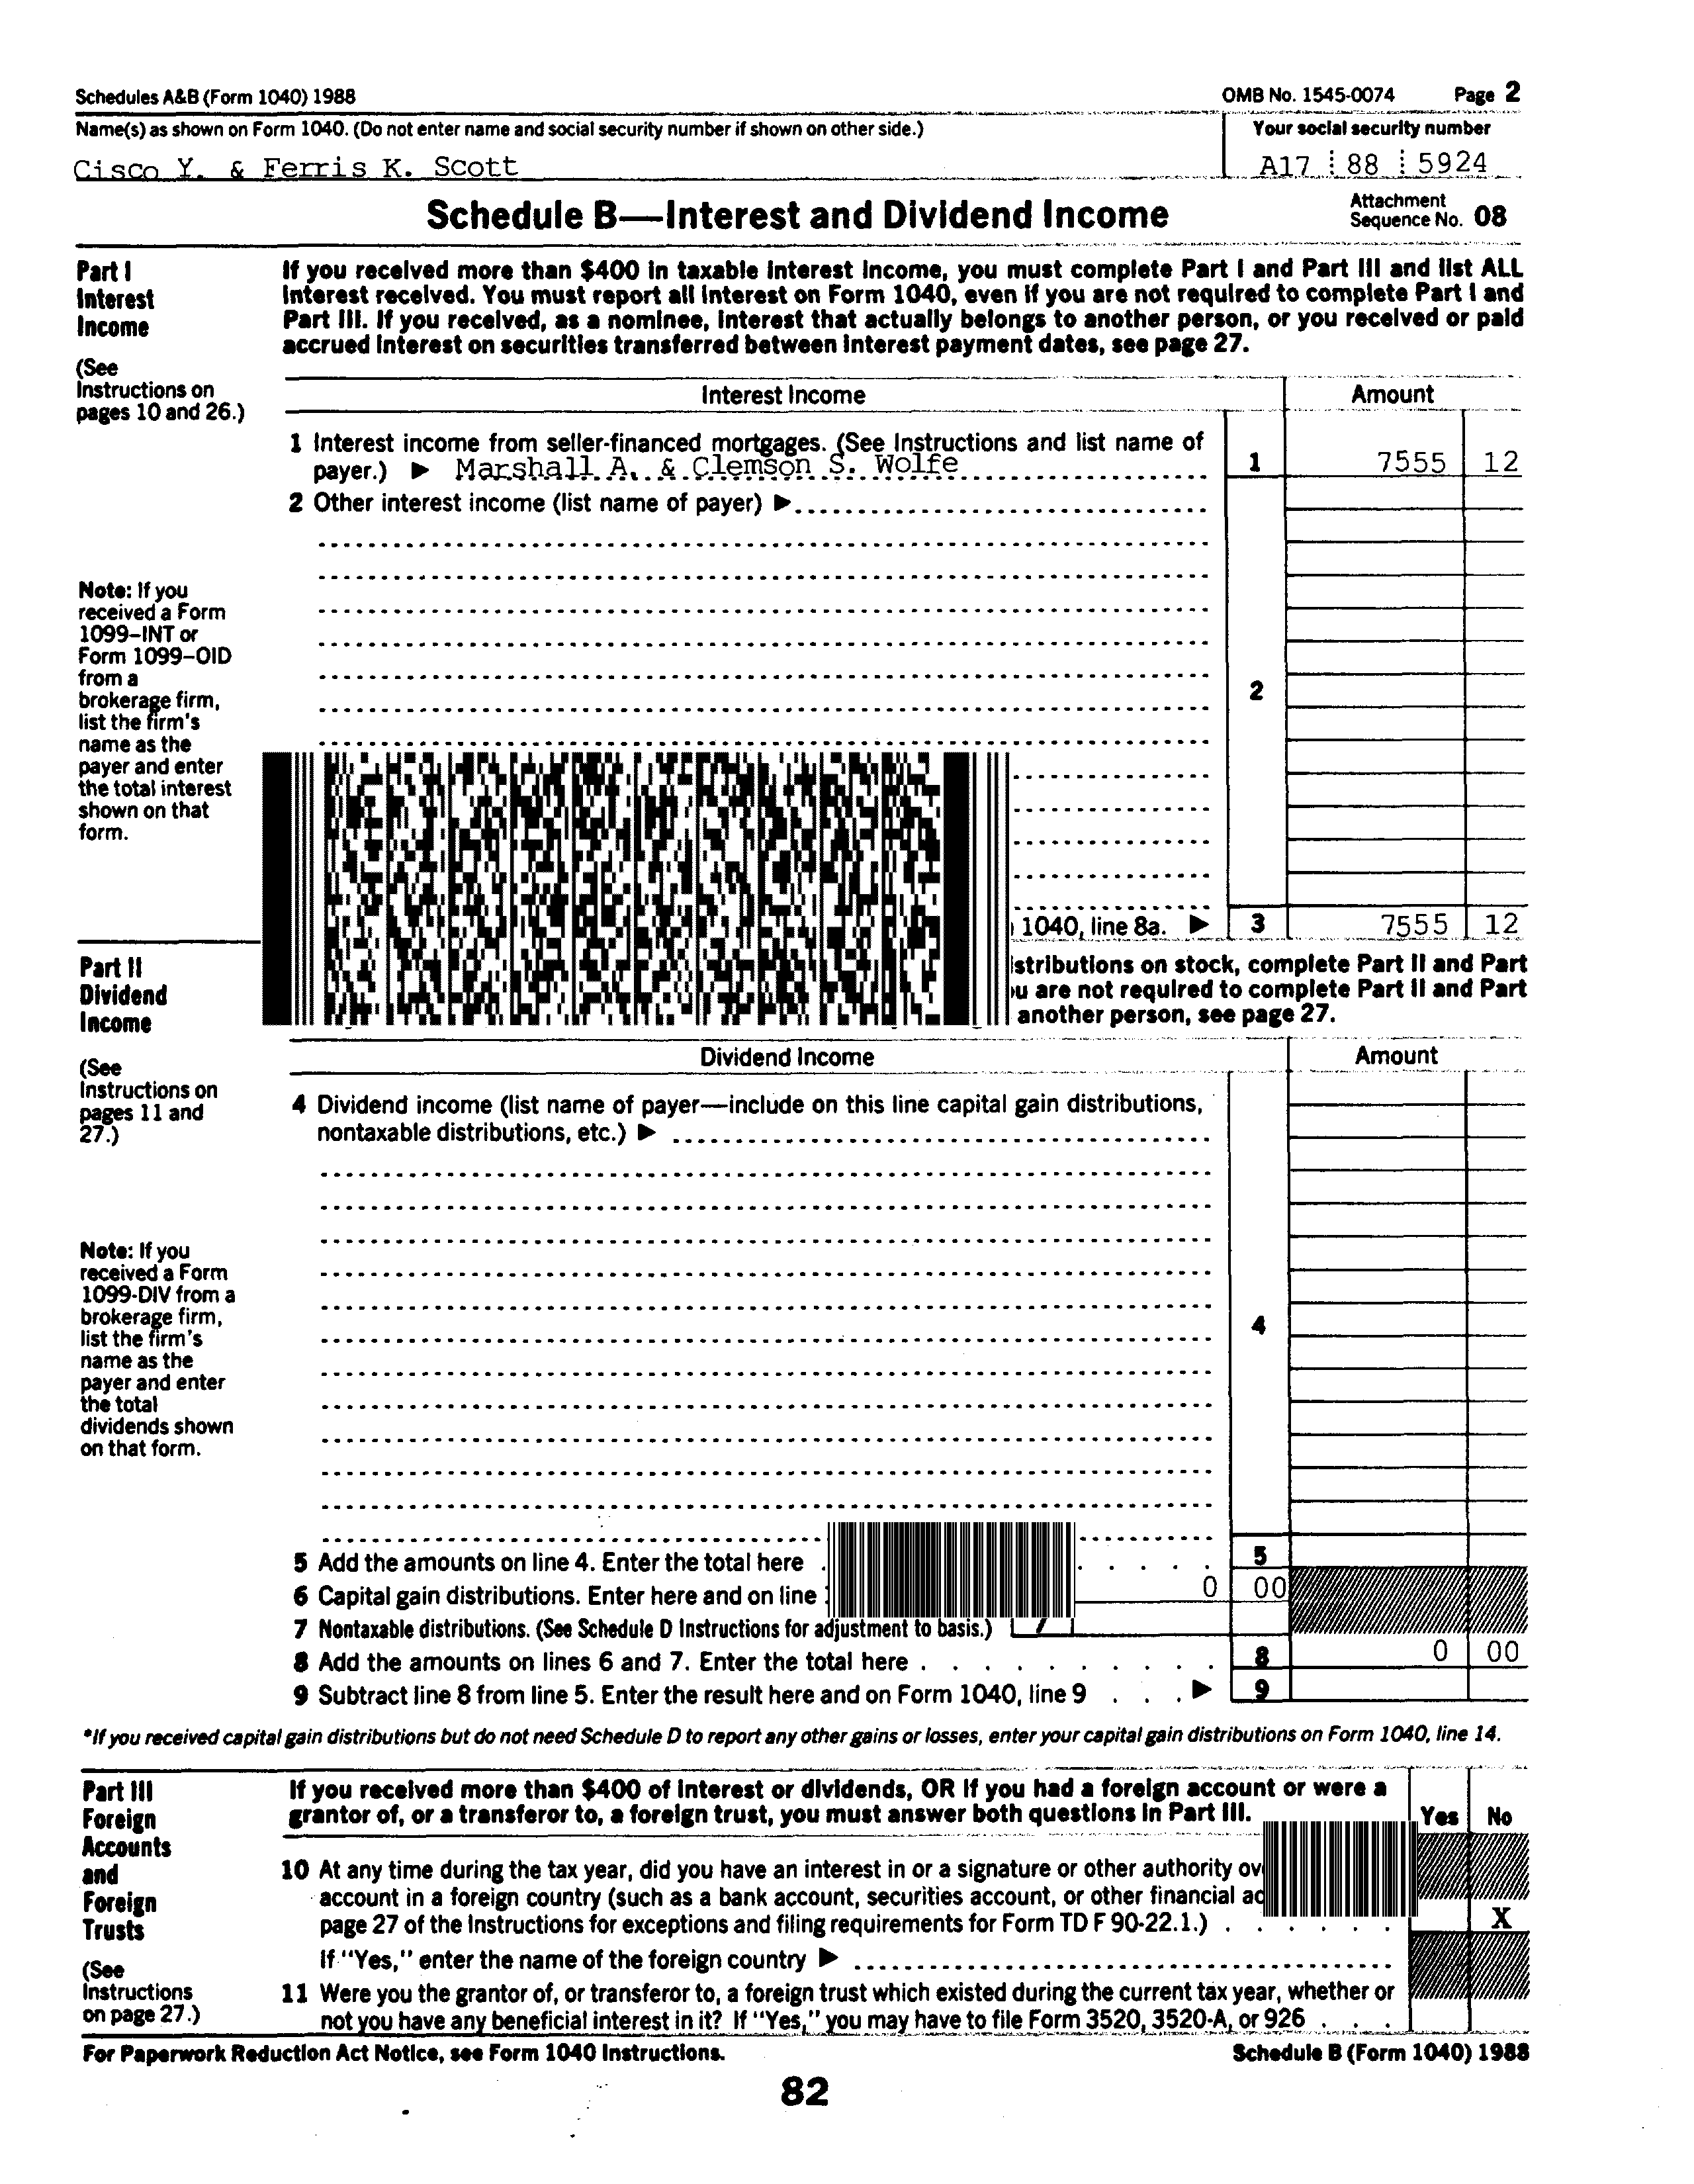 Schedules A&B (Form 1040) 1988 OMB No. 1545-0074 Page 2
Name(s) as shown on Form 1040. (Do not enter name and social security number if shown on other side.) Your social security number
Cisco Y. & Ferris K. Scott A17 88 5924
Schedule B—Interest and Dividend Income
Attachment
Sequence No. 08
Part I
Interest
Income
(See
Instructions on
pages 10 and 26.)
If you received more than $400 in taxable interest income, you must complete Part I and Part III and list ALL
interest received. You must report all interest on Form 1040, even if you are not required to complete Part I and
Part III. If you received, as a nominee, interest that actually belongs to another person, or you received or paid
accrued interest on securities transferred between interest payment dates, see page 27.
Interest Income Amount
1 Interest income from seller-financed mortgages. (See Instructions and list name of
payer.) ▶ Marshall A. & Clemson S. Wolfe 1 7555 12
2 Other interest income (list name of payer) ▶
2
Note: If you
received a Form
1099–INT or
Form 1099–OID
from a
brokerage firm,
list the firm's
name as the
payer and enter
the total interest
shown on that
form.
1040, line 8a. ▶ 3 7555 12
Part II
Dividend
Income
(See
Instructions on
pages 11 and
27.)
istributions on stock, complete Part II and Part
u are not required to complete Part II and Part
another person, see page 27.
Dividend Income Amount
4 Dividend income (list name of payer—include on this line capital gain distributions,
nontaxable distributions, etc.) ▶
4
Note: If you
received a Form
1099-DIV from a
brokerage firm,
list the firm's
name as the
payer and enter
the total
dividends shown
on that form.
5 Add the amounts on line 4. Enter the total here 5
6 Capital gain distributions. Enter here and on line 0 00
7 Nontaxable distributions. (See Schedule D Instructions for adjustment to basis.) 7
8 Add the amounts on lines 6 and 7. Enter the total here 8 0 00
9 Subtract line 8 from line 5. Enter the result here and on Form 1040, line 9 ▶ 9
*If you received capital gain distributions but do not need Schedule D to report any other gains or losses, enter your capital gain distributions on Form 1040, line 14.
Part III
Foreign
Accounts
and
Foreign
Trusts
(See
Instructions
on page 27.)
If you received more than $400 of interest or dividends, OR if you had a foreign account or were a
grantor of, or a transferor to, a foreign trust, you must answer both questions in Part III. Yes No
10 At any time during the tax year, did you have an interest in or a signature or other authority ov
account in a foreign country (such as a bank account, securities account, or other financial ac
page 27 of the Instructions for exceptions and filing requirements for Form TD F 90-22.1.) X
If "Yes," enter the name of the foreign country ▶
11 Were you the grantor of, or transferor to, a foreign trust which existed during the current tax year, whether or
not you have any beneficial interest in it? If "Yes," you may have to file Form 3520, 3520-A, or 926
For Paperwork Reduction Act Notice, see Form 1040 Instructions. Schedule B (Form 1040) 1988
82